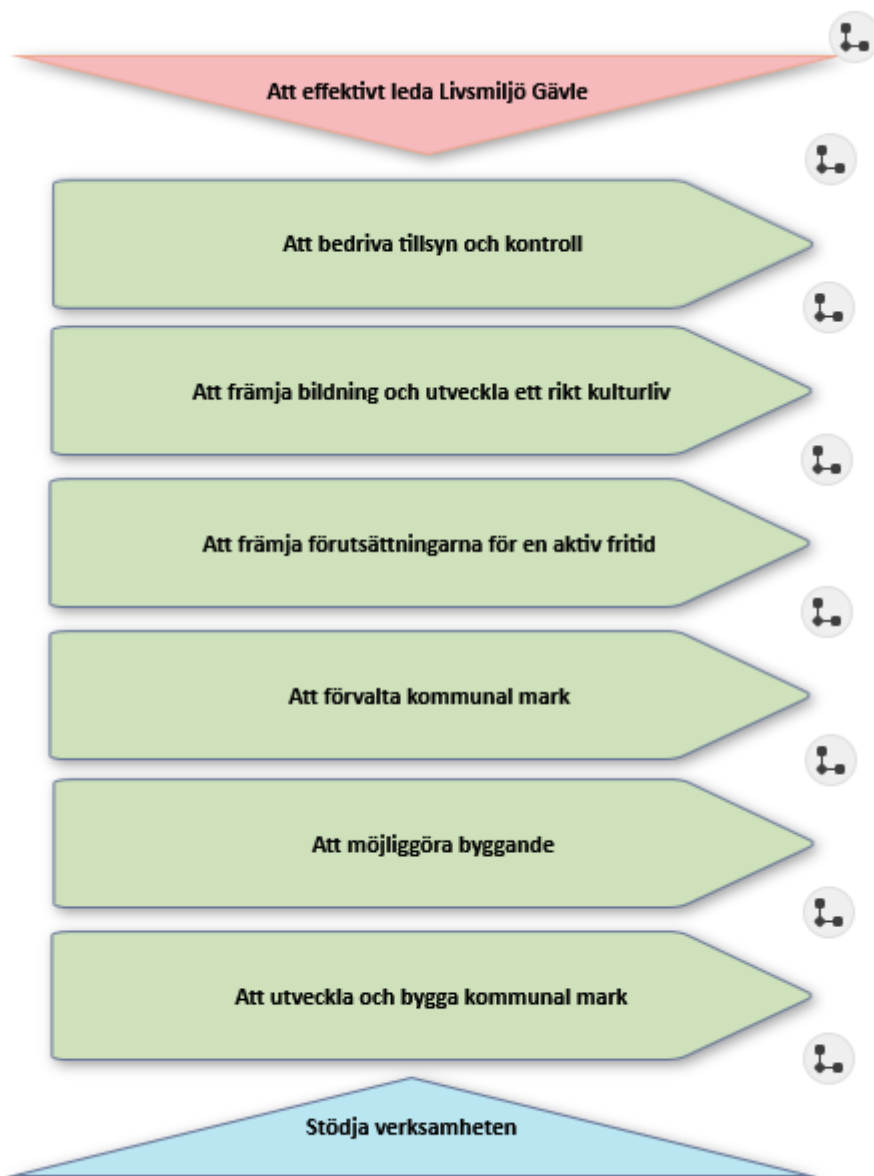 Att effektivt leda Livsmiljö Gävle
Att bedriva tillsyn och kontroll
Att främja bildning och utveckla ett rikt kulturliv
Att främja förutsättningarna för en aktiv fritid
Att förvalta kommunal mark
Att möjliggöra byggande
Att utveckla och bygga kommunal mark
Stödja verksamheten